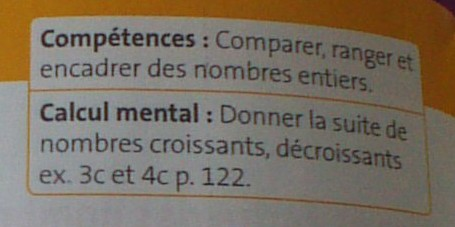 Compétences : Comparer, ranger et
encadrer des nombres entiers.
Calcul mental : Donner la suite de
nombres croissants, décroissants
ex. 3c et 4c p. 122.